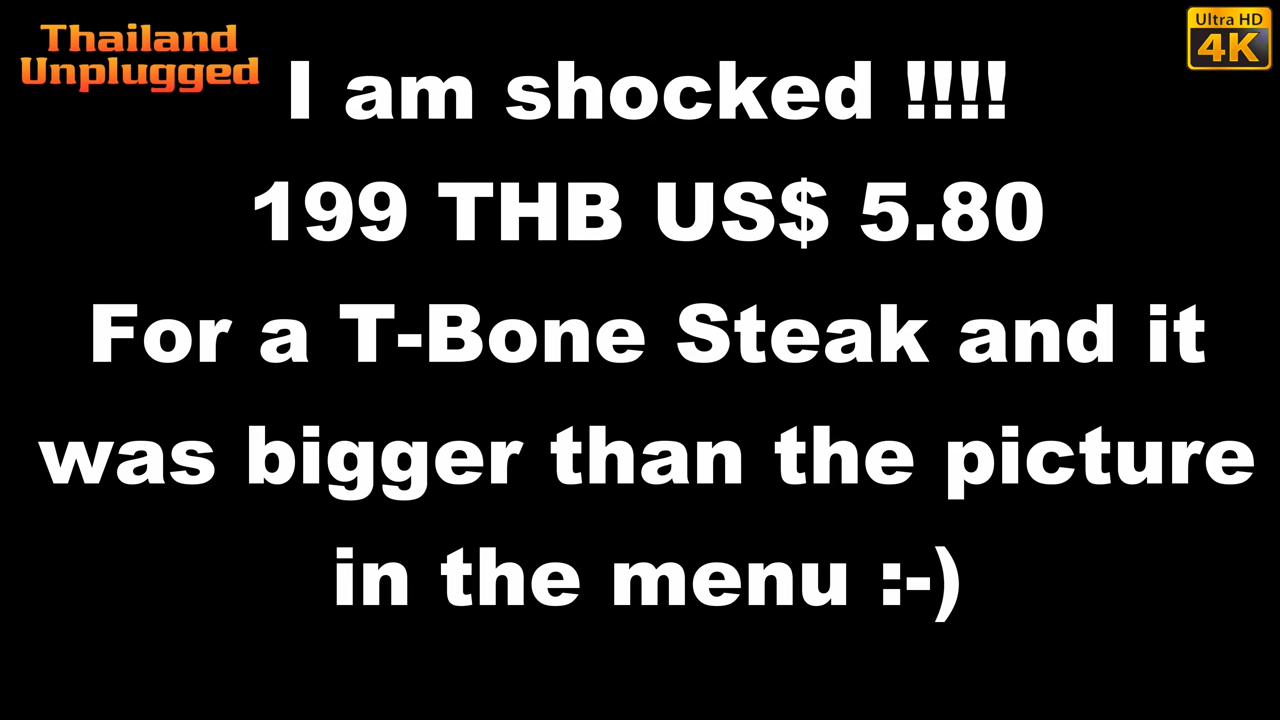 Thailand
Unplugged
Ultra HD
4K
I am shocked !!!!
199 THB US$ 5.80
For a T-Bone Steak and it
was bigger than the picture
in the menu :-)